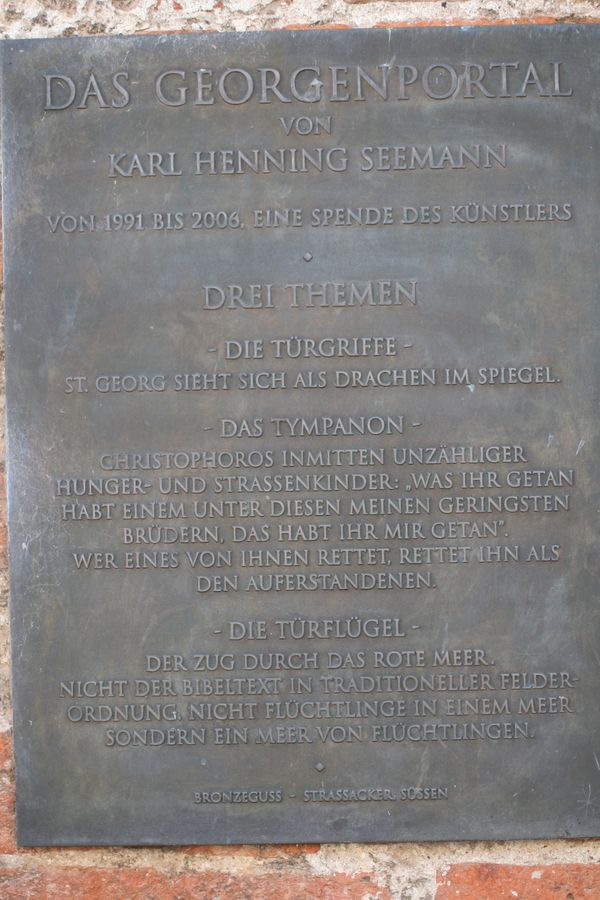 DAS GEORGENPORTAL
VON
KARL HENNING SEEMANN
VON 1991 BIS 2006, EINE SPENDE DES KÜNSTLERS
DREI THEMEN
- DIE TÜRGRIFFE -
ST. GEORG SIEHT SICH ALS DRACHEN IM SPIEGEL.
- DAS TYMPANON -
CHRISTOPHOROS INMITTEN UNZÄHLIGER
HUNGER- UND STRASSENKINDER: „WAS IHR GETAN
HABT EINEM UNTER DIESEN MEINEN GERINGSTEN
BRÜDERN, DAS HABT IHR MIR GETAN”.
WER EINES VON IHNEN RETTET, RETTET IHN ALS
DEN AUFERSTANDENEN.
- DIE TÜRFLÜGEL -
DER ZUG DURCH DAS ROTE MEER.
NICHT DER BIBELTEXT IN TRADITIONELLER FELDER-
ORDNUNG, NICHT FLÜCHTLINGE IN EINEM MEER
SONDERN EIN MEER VON FLÜCHTLINGEN.
BRONZEGUSS - STRASSACKER, SÜSSEN